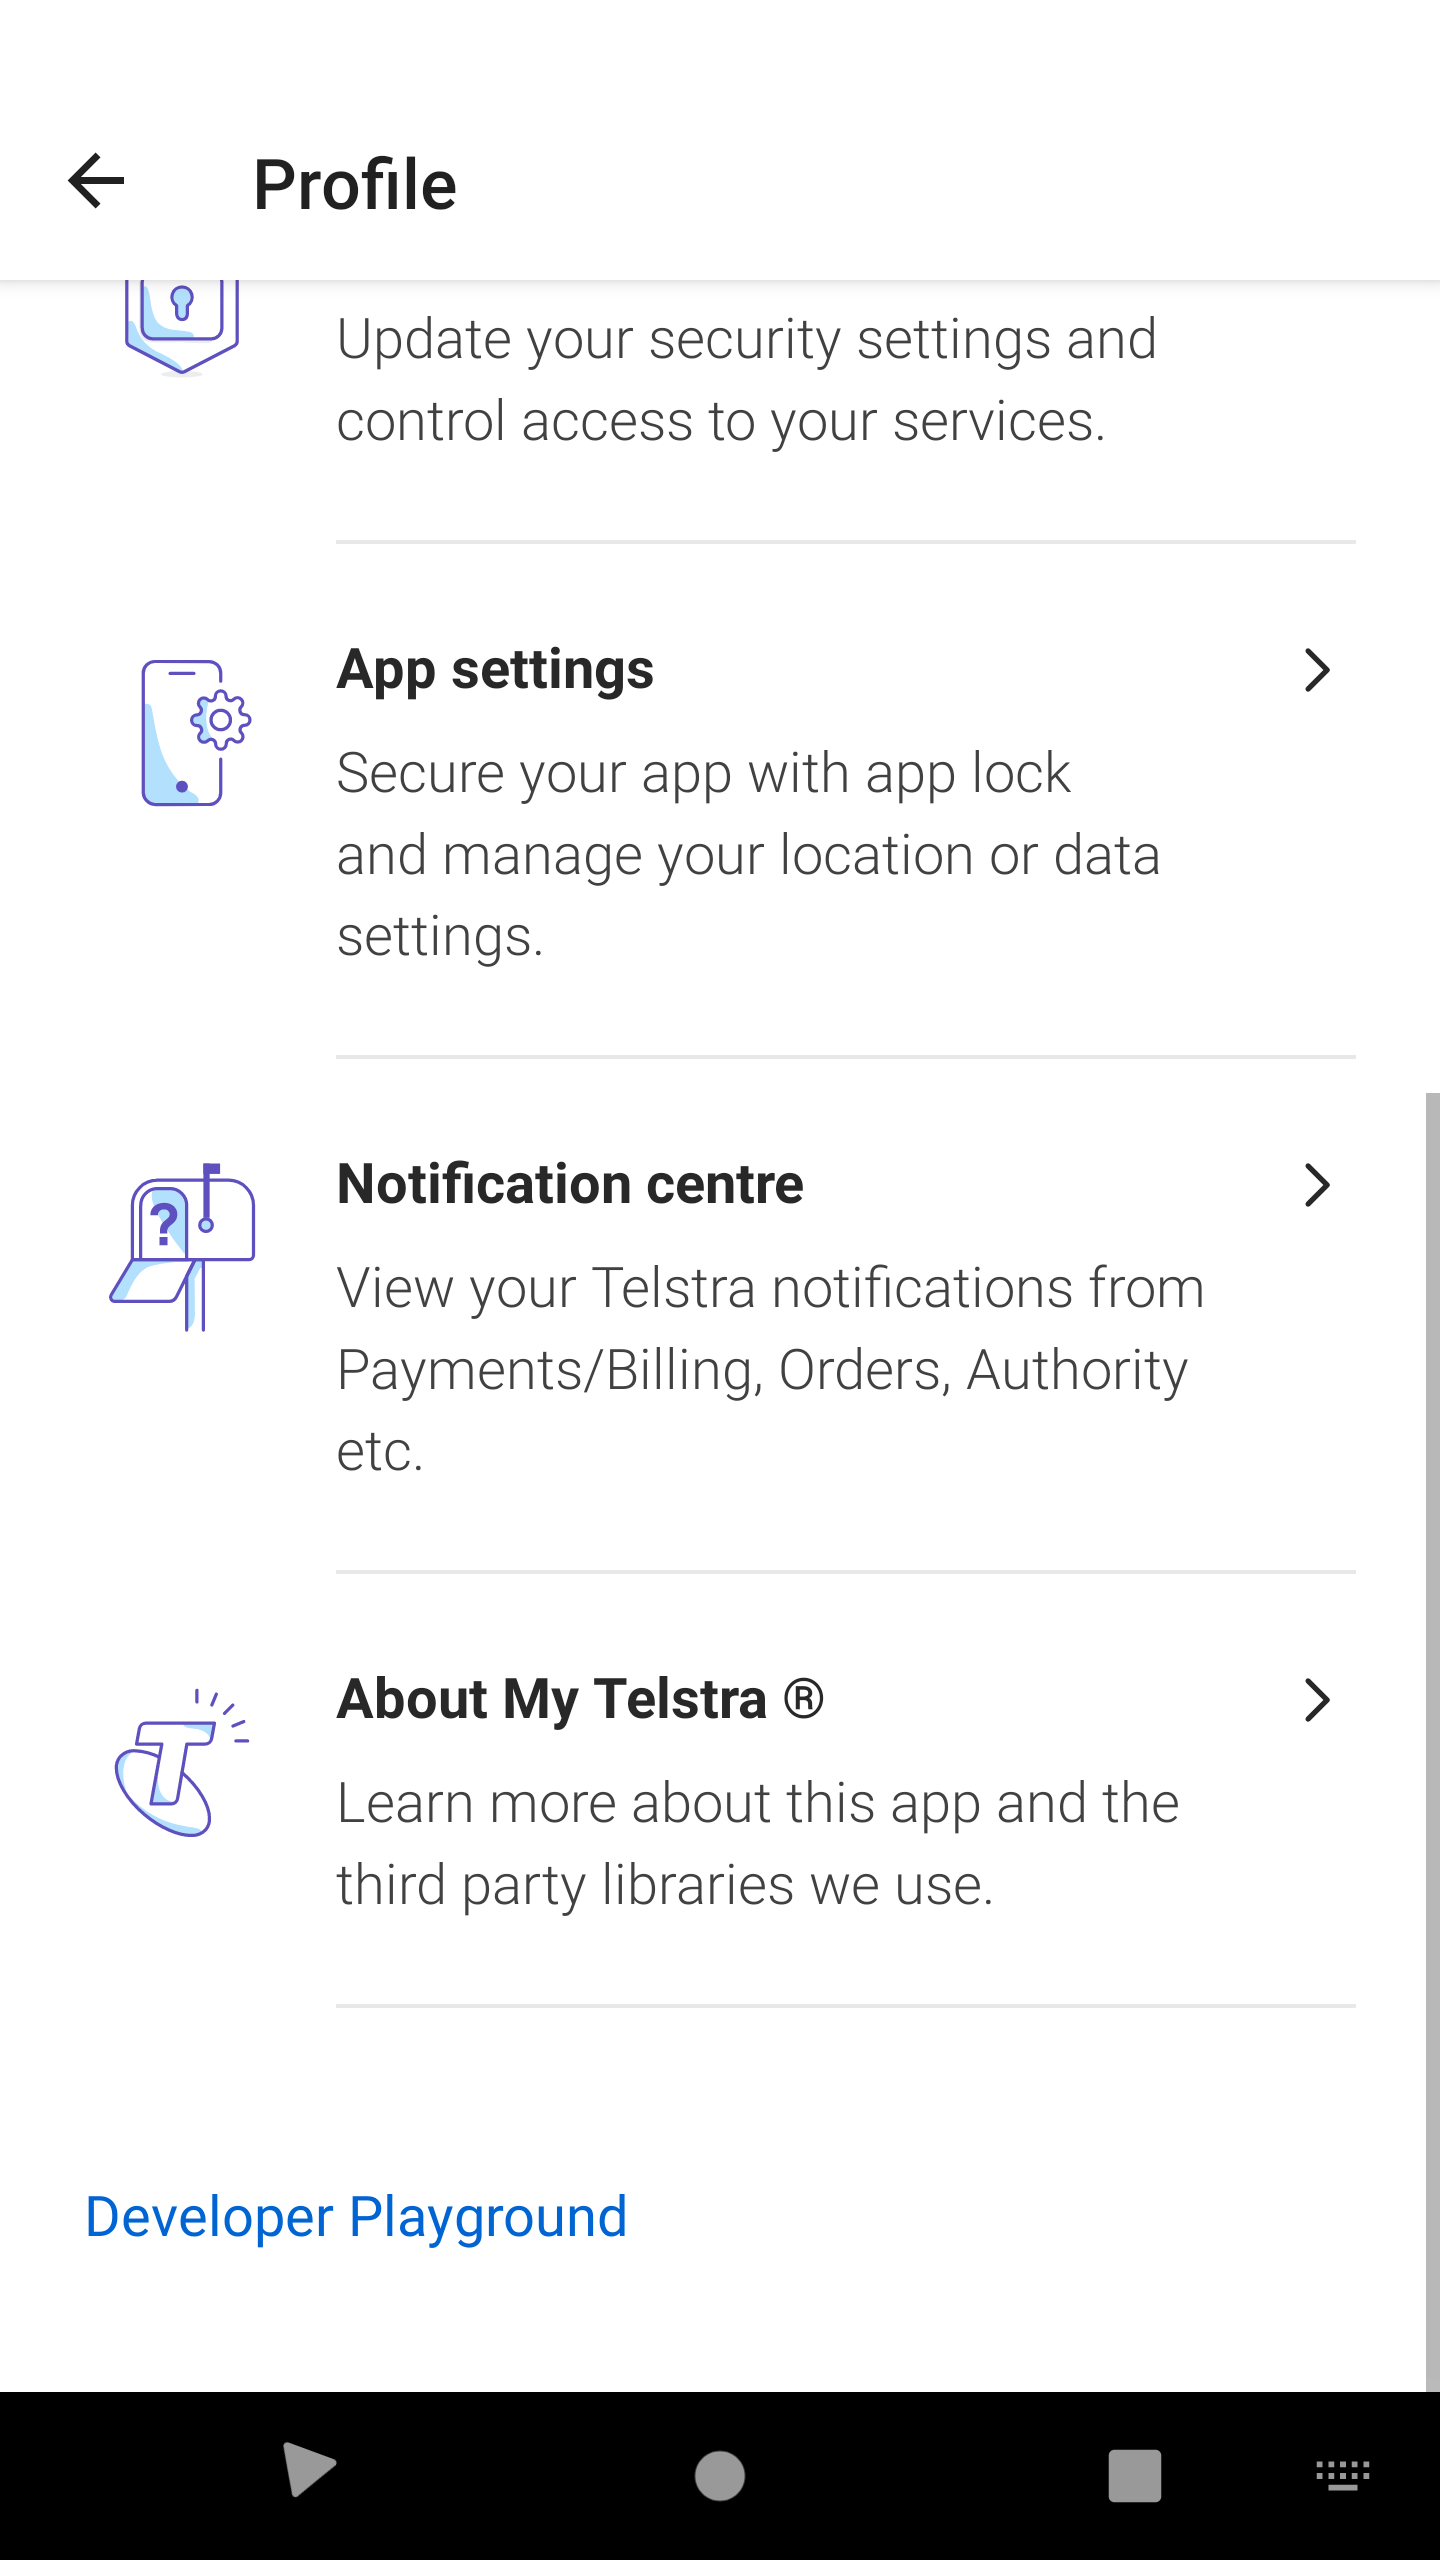 Profile
Update your security settings and
control access to your services.
App settings
Secure your app with app lock
and manage your location or data
settings.
?
Notification centre
View your Telstra notifications from
Payments/Billing, Orders, Authority
etc.
T
About My Telstra ®
Learn more about this app and the
third party libraries we use.
Developer Playground